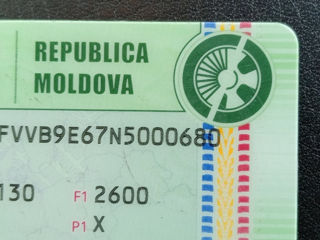 REPUBLICA
MOLDOVA
FVVB9E67N5000680
130 F1 2600
P1 X